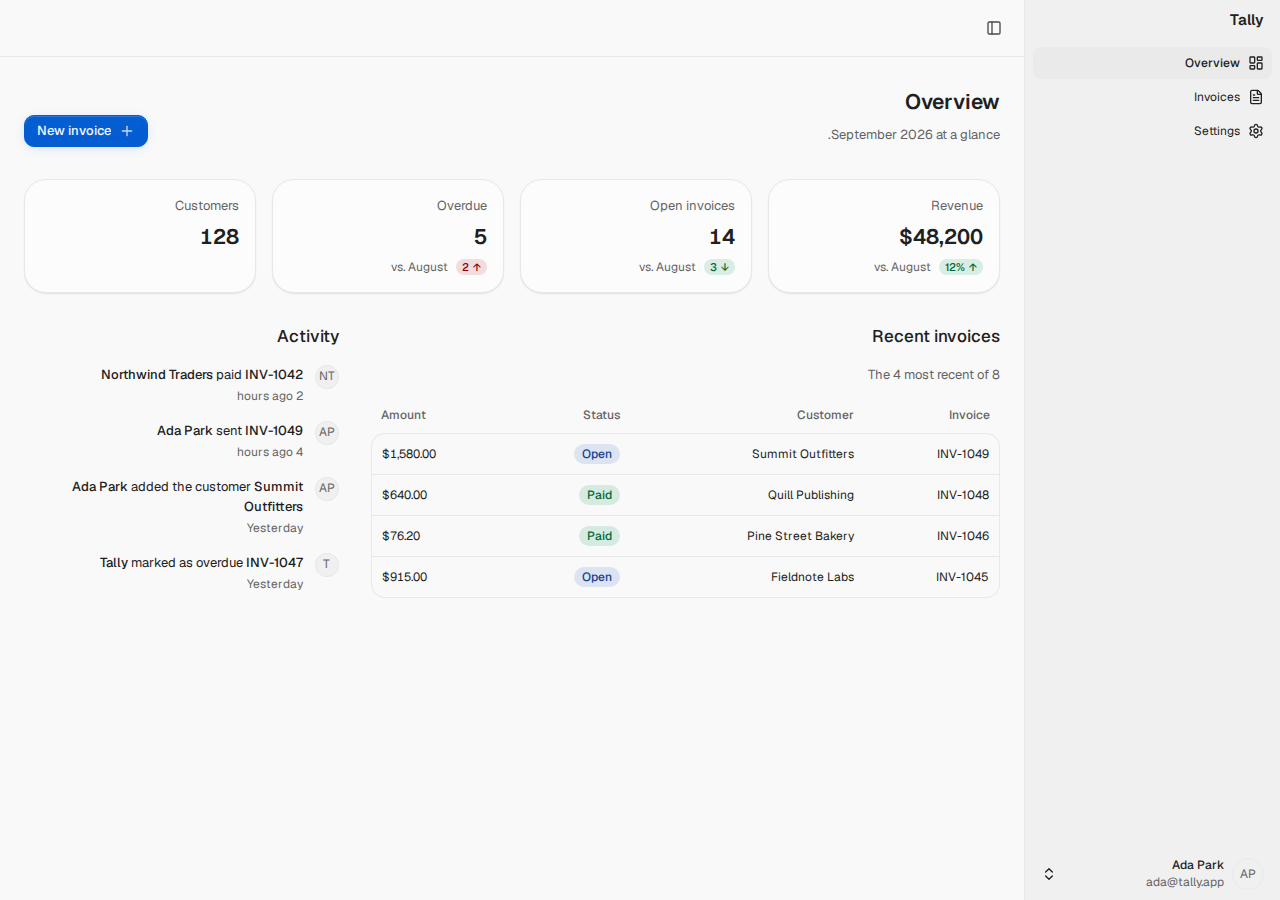 Tally
Overview
Invoices
Settings
Ada Park
ada@tally.app
AP
Overview
.September 2026 at a glance
New invoice
Revenue
$48,200
12% ↑ vs. August
Open invoices
14
3 ↓ vs. August
Overdue
5
2 ↑ vs. August
Customers
128
Recent invoices
The 4 most recent of 8
Invoice Customer Status Amount
INV-1049 Summit Outfitters Open $1,580.00
INV-1048 Quill Publishing Paid $640.00
INV-1046 Pine Street Bakery Paid $76.20
INV-1045 Fieldnote Labs Open $915.00
Activity
NT
Northwind Traders paid INV-1042
hours ago 2
AP
Ada Park sent INV-1049
hours ago 4
AP
Ada Park added the customer Summit
Outfitters
Yesterday
T
Tally marked as overdue INV-1047
Yesterday